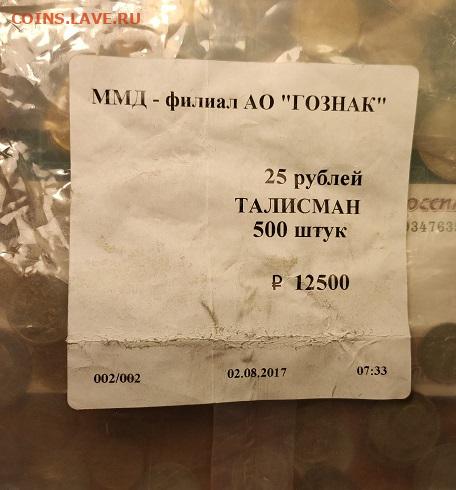 COINS.LAVE.RU
ММД - филиал АО "ГОЗНАК"
25 рублей
ТАЛИСМАН
500 штук
₽ 12500
002/002
02.08.2017
07:33